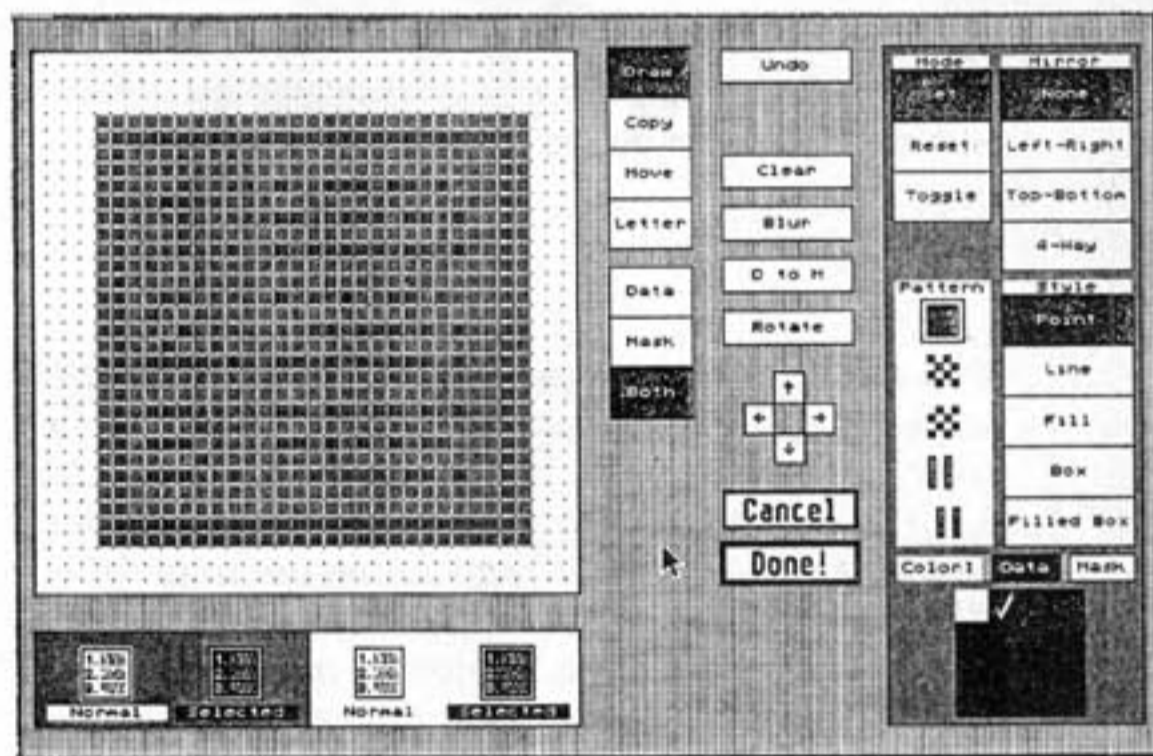 Draw
Copy
Move
Letter
Data
Mask
Both
Undo
Clear
Blur
D to M
Rotate
Cancel
Done!
Mode
Set
Reset
Toggle
Mirror
None
Left-Right
Top-Bottom
4-Way
Pattern
Style
Point
Line
Fill
Box
Filled Box
Color1 Data Mask
Normal Selected Normal Selected